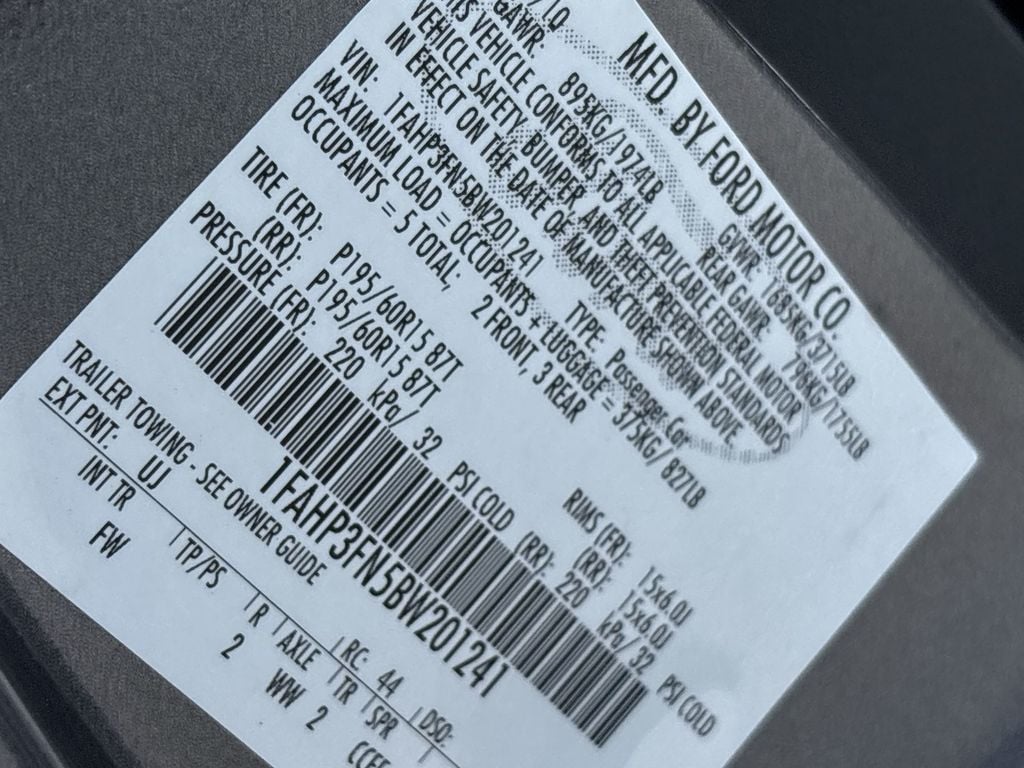 MFD. BY FORD MOTOR CO.
/10 GVWR: 1685KG/3715LB
GAWR: 895KG/1974LB REAR GAWR: 796KG/1755LB
VEHICLE CONFORMS TO ALL APPLICABLE FEDERAL MOTOR
VEHICLE SAFETY, BUMPER AND THEFT PREVENTION STANDARDS
IN EFFECT ON THE DATE OF MANUFACTURE SHOWN ABOVE.
VIN: 1FAHP3FN5BW201241 TYPE: Passenger Car
MAXIMUM LOAD = OCCUPANTS + LUGGAGE = 375KG/ 827LB
OCCUPANTS = 5 TOTAL; 2 FRONT, 3 REAR
TIRE (FR): P195/60R15 87T RIMS (FR): 15x6.0J
(RR): P195/60R15 87T (RR): 15x6.0J
PRESSURE (FR): 220 kPa/ 32 PSI COLD (RR): 220 kPa/ 32 PSI COLD
1FAHP3FN5BW201241
TRAILER TOWING - SEE OWNER GUIDE
EXT PNT: UJ RC: 44 DSO:
INT TR TP/PS R AXLE TR SPR
FW 2 WW 2 CCFF